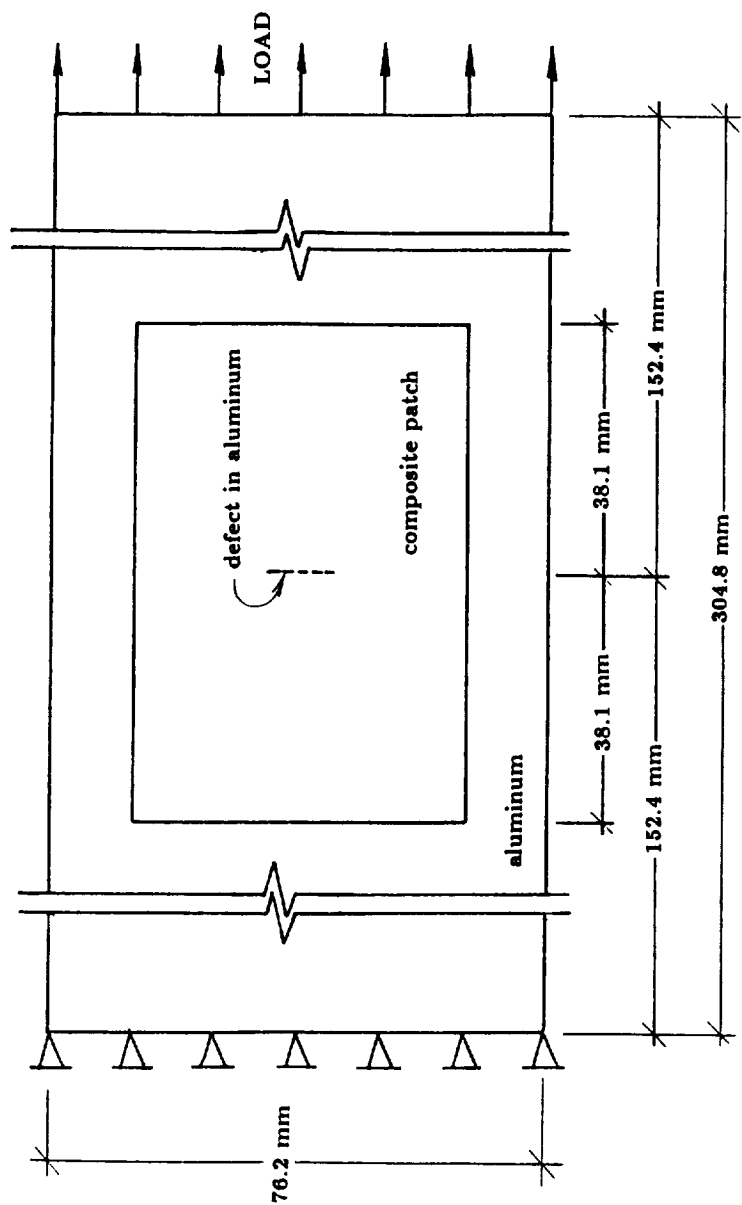 LOAD
defect in aluminum
composite patch
aluminum
76.2 mm
38.1 mm
38.1 mm
152.4 mm
152.4 mm
304.8 mm